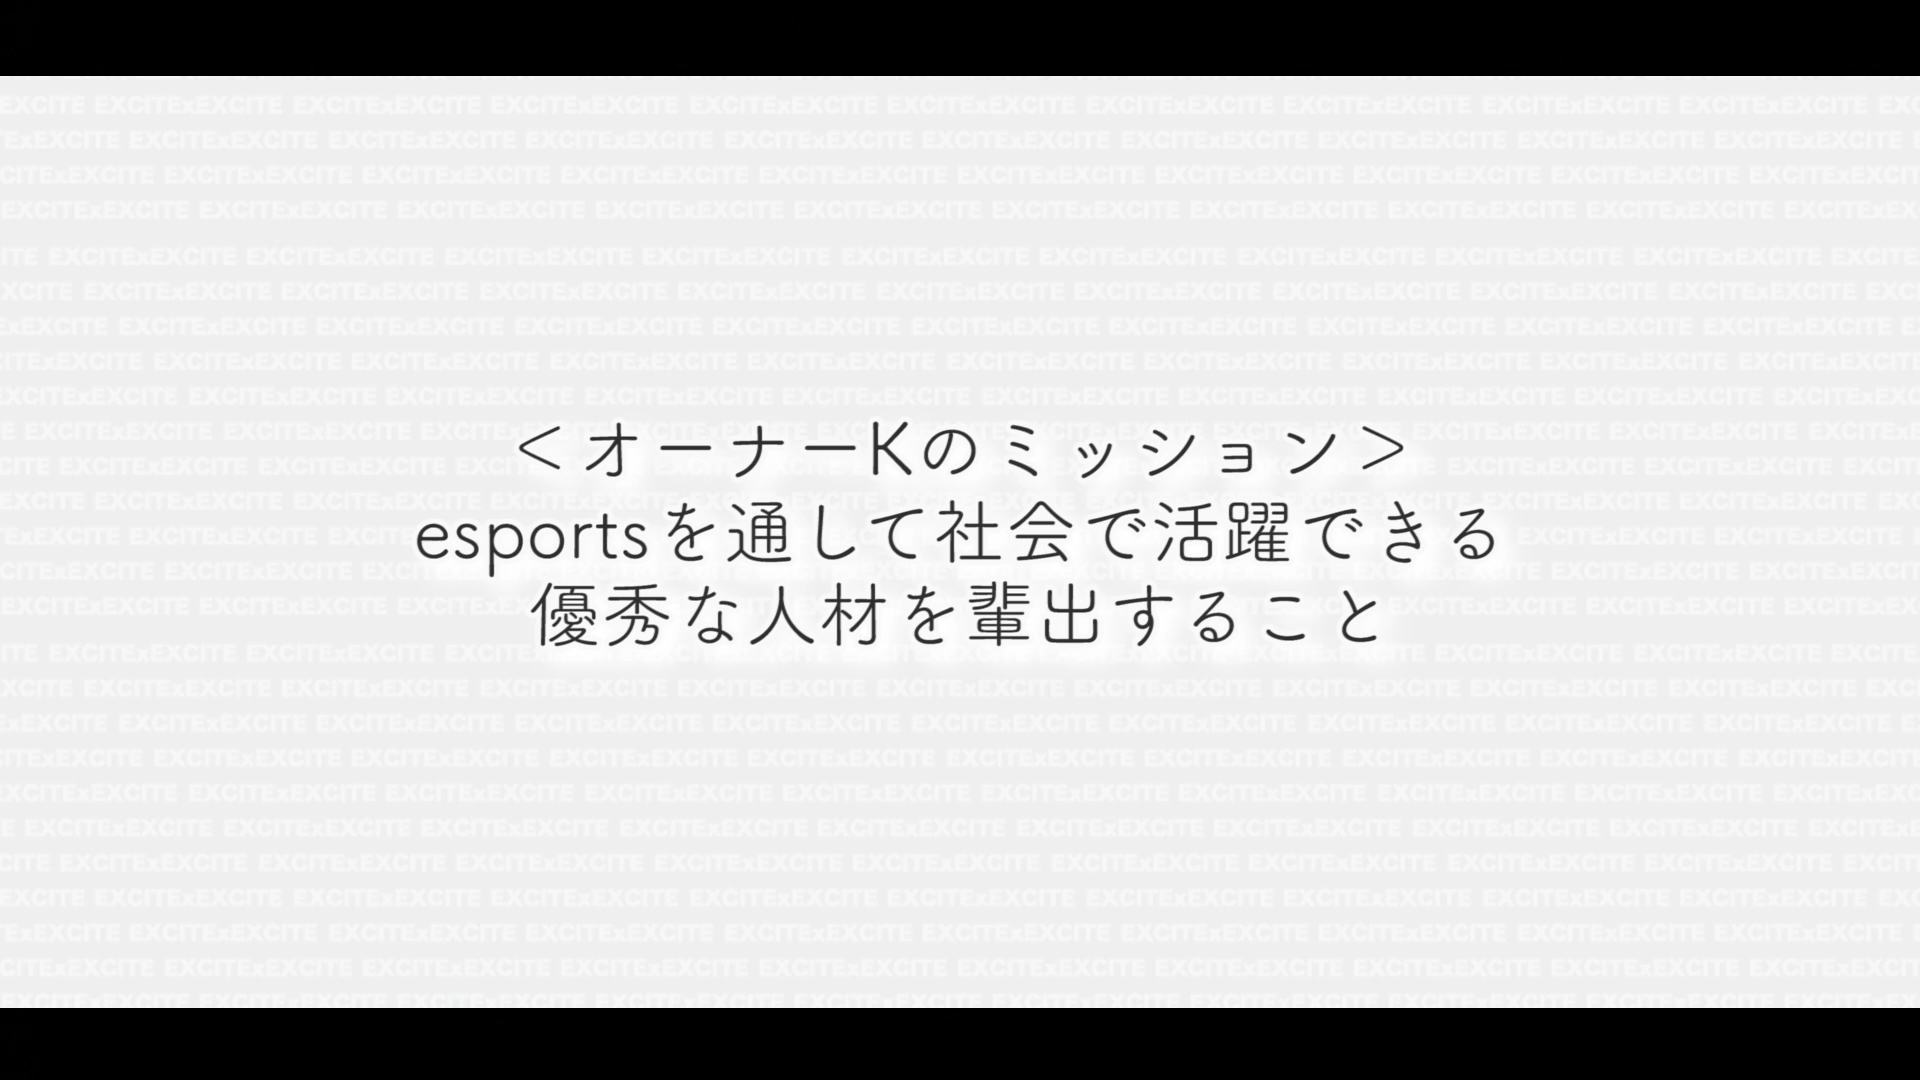 ＜オーナーKのミッション＞
esportsを通して社会で活躍できる
優秀な人材を輩出すること
EXCITExEXCITE